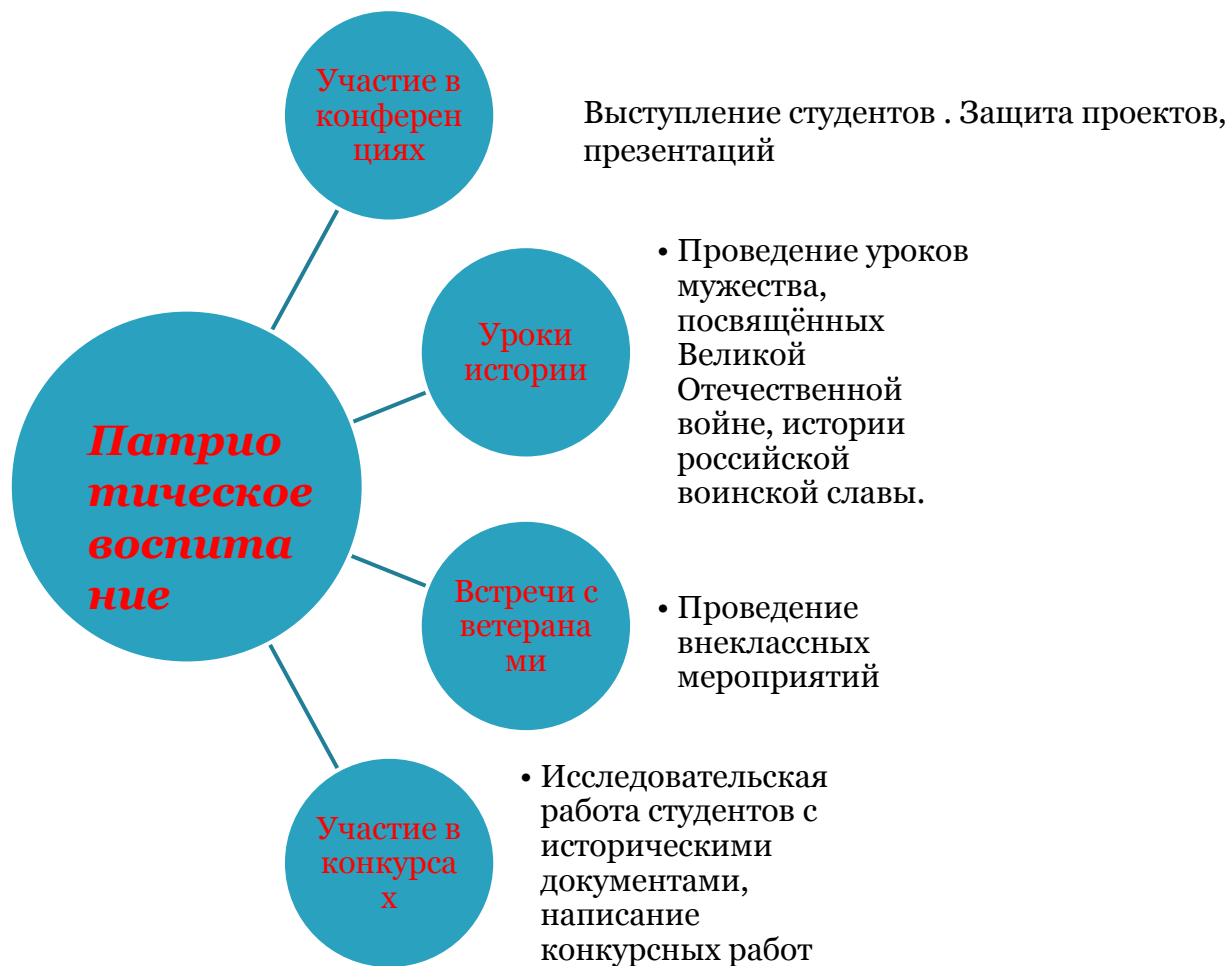 Участие в
конферен
циях
Выступление студентов . Защита проектов,
презентаций
Уроки
истории
• Проведение уроков
мужества,
посвящённых
Великой
Отечественной
войне, истории
российской
воинской славы.
Патрио
тическое
воспита
ние
Встречи с
ветерана
ми
• Проведение
внеклассных
мероприятий
Участие в
конкурса
х
• Исследовательская
работа студентов с
историческими
документами,
написание
конкурсных работ